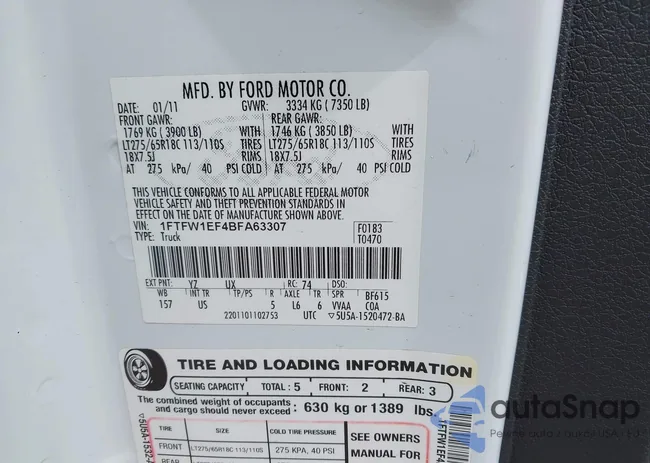 MFD. BY FORD MOTOR CO.
DATE: 01/11 GVWR: 3334 KG ( 7350 LB)
FRONT GAWR: REAR GAWR:
1769 KG ( 3900 LB) WITH 1746 KG ( 3850 LB) WITH
LT275/65R18C 113/110S TIRES LT275/65R18C 113/110S TIRES
18X7.5J RIMS 18X7.5J RIMS
AT 275 kPa/ 40 PSI COLD AT 275 kPa/ 40 PSI COLD
THIS VEHICLE CONFORMS TO ALL APPLICABLE FEDERAL MOTOR
VEHICLE SAFETY AND THEFT PREVENTION STANDARDS IN
EFFECT ON THE DATE OF MANUFACTURE SHOWN ABOVE.
VIN: 1FTFW1EF4BFA63307 F0183
TYPE: Truck T0470
EXT PNT: YZ UX RC: 74 DSO:
WB INT TR TP/PS R AXLE TR SPR BF615
157 US 5 L6 6 VVAA COA
2201101102753 UTC ▽5U5A-1520472-BA
TIRE AND LOADING INFORMATION
SEATING CAPACITY TOTAL: 5 FRONT: 2 REAR: 3
The combined weight of occupants
and cargo should never exceed: 630 kg or 1389 lbs.
TIRE SIZE COLD TIRE PRESSURE SEE OWNERS
FRONT LT275/65R18C 113/110S 275 KPA, 40 PSI MANUAL FOR
REAR
1FTFW1EF4
autoSnap